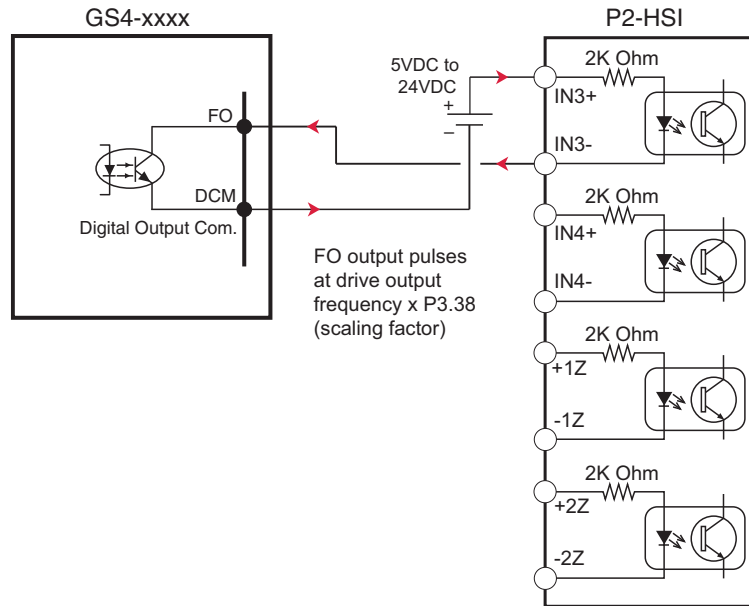 GS4-xxxx
P2-HSI
5VDC to
24VDC
+
–
FO
DCM
Digital Output Com.
FO output pulses
at drive output
frequency x P3.38
(scaling factor)
2K Ohm
IN3+
IN3-
2K Ohm
IN4+
IN4-
2K Ohm
+1Z
-1Z
2K Ohm
+2Z
-2Z